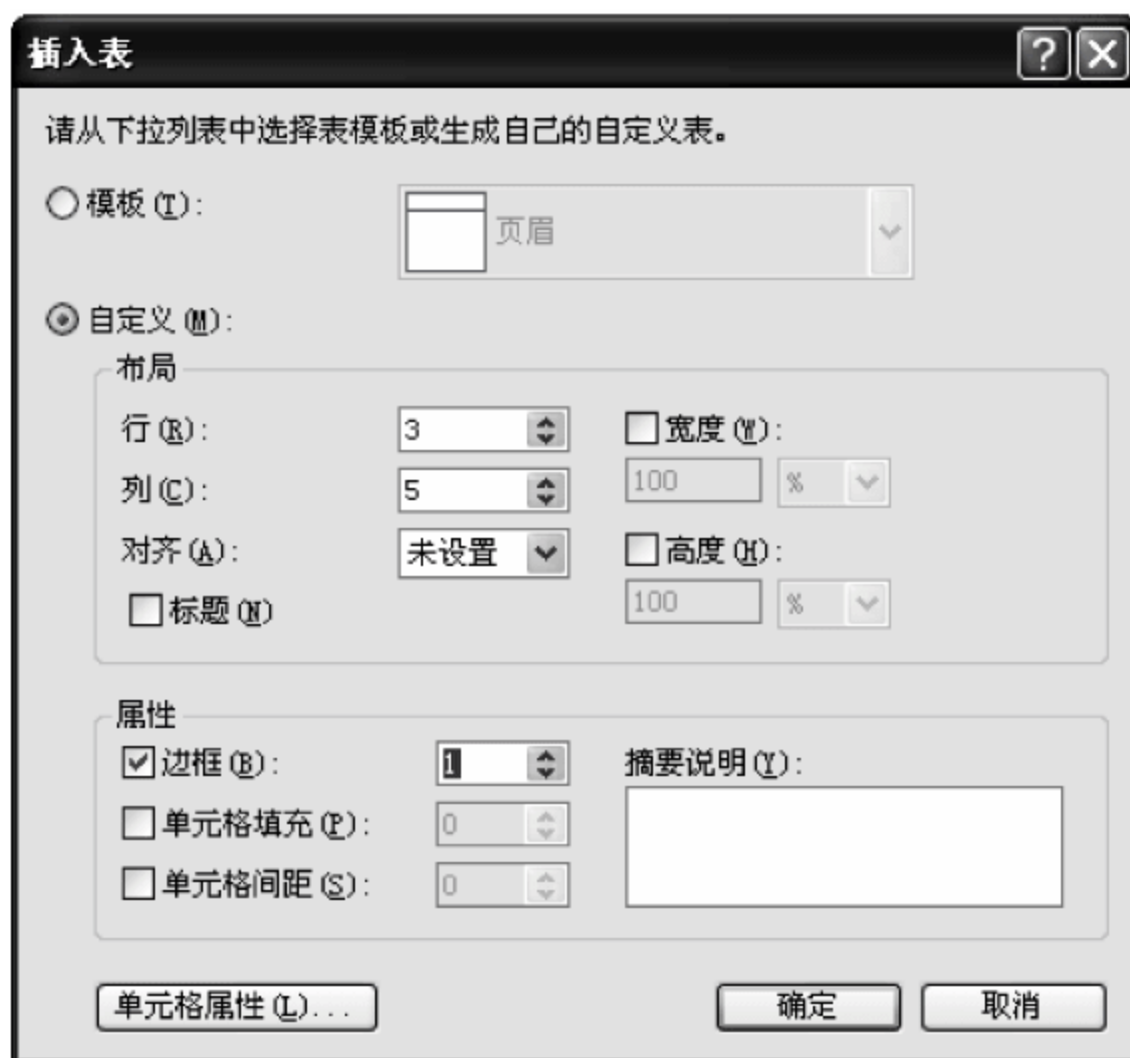 插入表
请从下拉列表中选择表模板或生成自己的自定义表。
模板(T):
页眉
自定义(M):
布局
行(R): 3 宽度(W):
列(C): 5 100 %
对齐(A): 未设置 高度(H):
标题(N) 100 %
属性
边框(B): 1 摘要说明(Y):
单元格填充(P): 0
单元格间距(S): 0
单元格属性(L)... 确定 取消